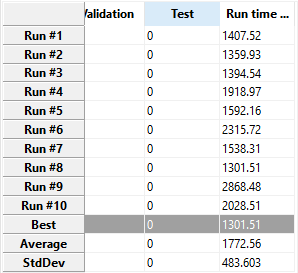 Validation Test Run time ...
Run #1 0 1407.52
Run #2 0 1359.93
Run #3 0 1394.54
Run #4 0 1918.97
Run #5 0 1592.16
Run #6 0 2315.72
Run #7 0 1538.31
Run #8 0 1301.51
Run #9 0 2868.48
Run #10 0 2028.51
Best 0 1301.51
Average 0 1772.56
StdDev 0 483.603